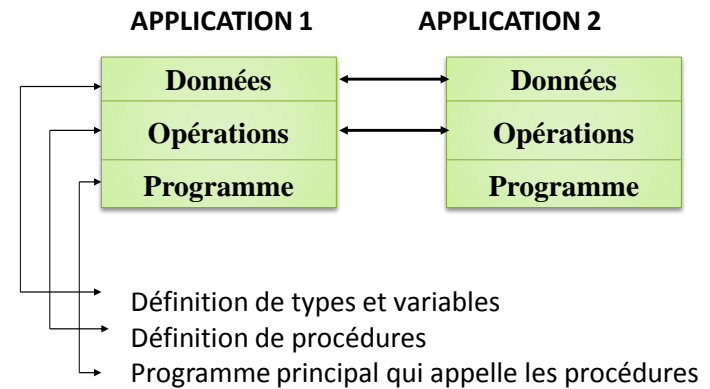 APPLICATION 1 APPLICATION 2
Données Données
Opérations Opérations
Programme Programme
Définition de types et variables
Définition de procédures
Programme principal qui appelle les procédures